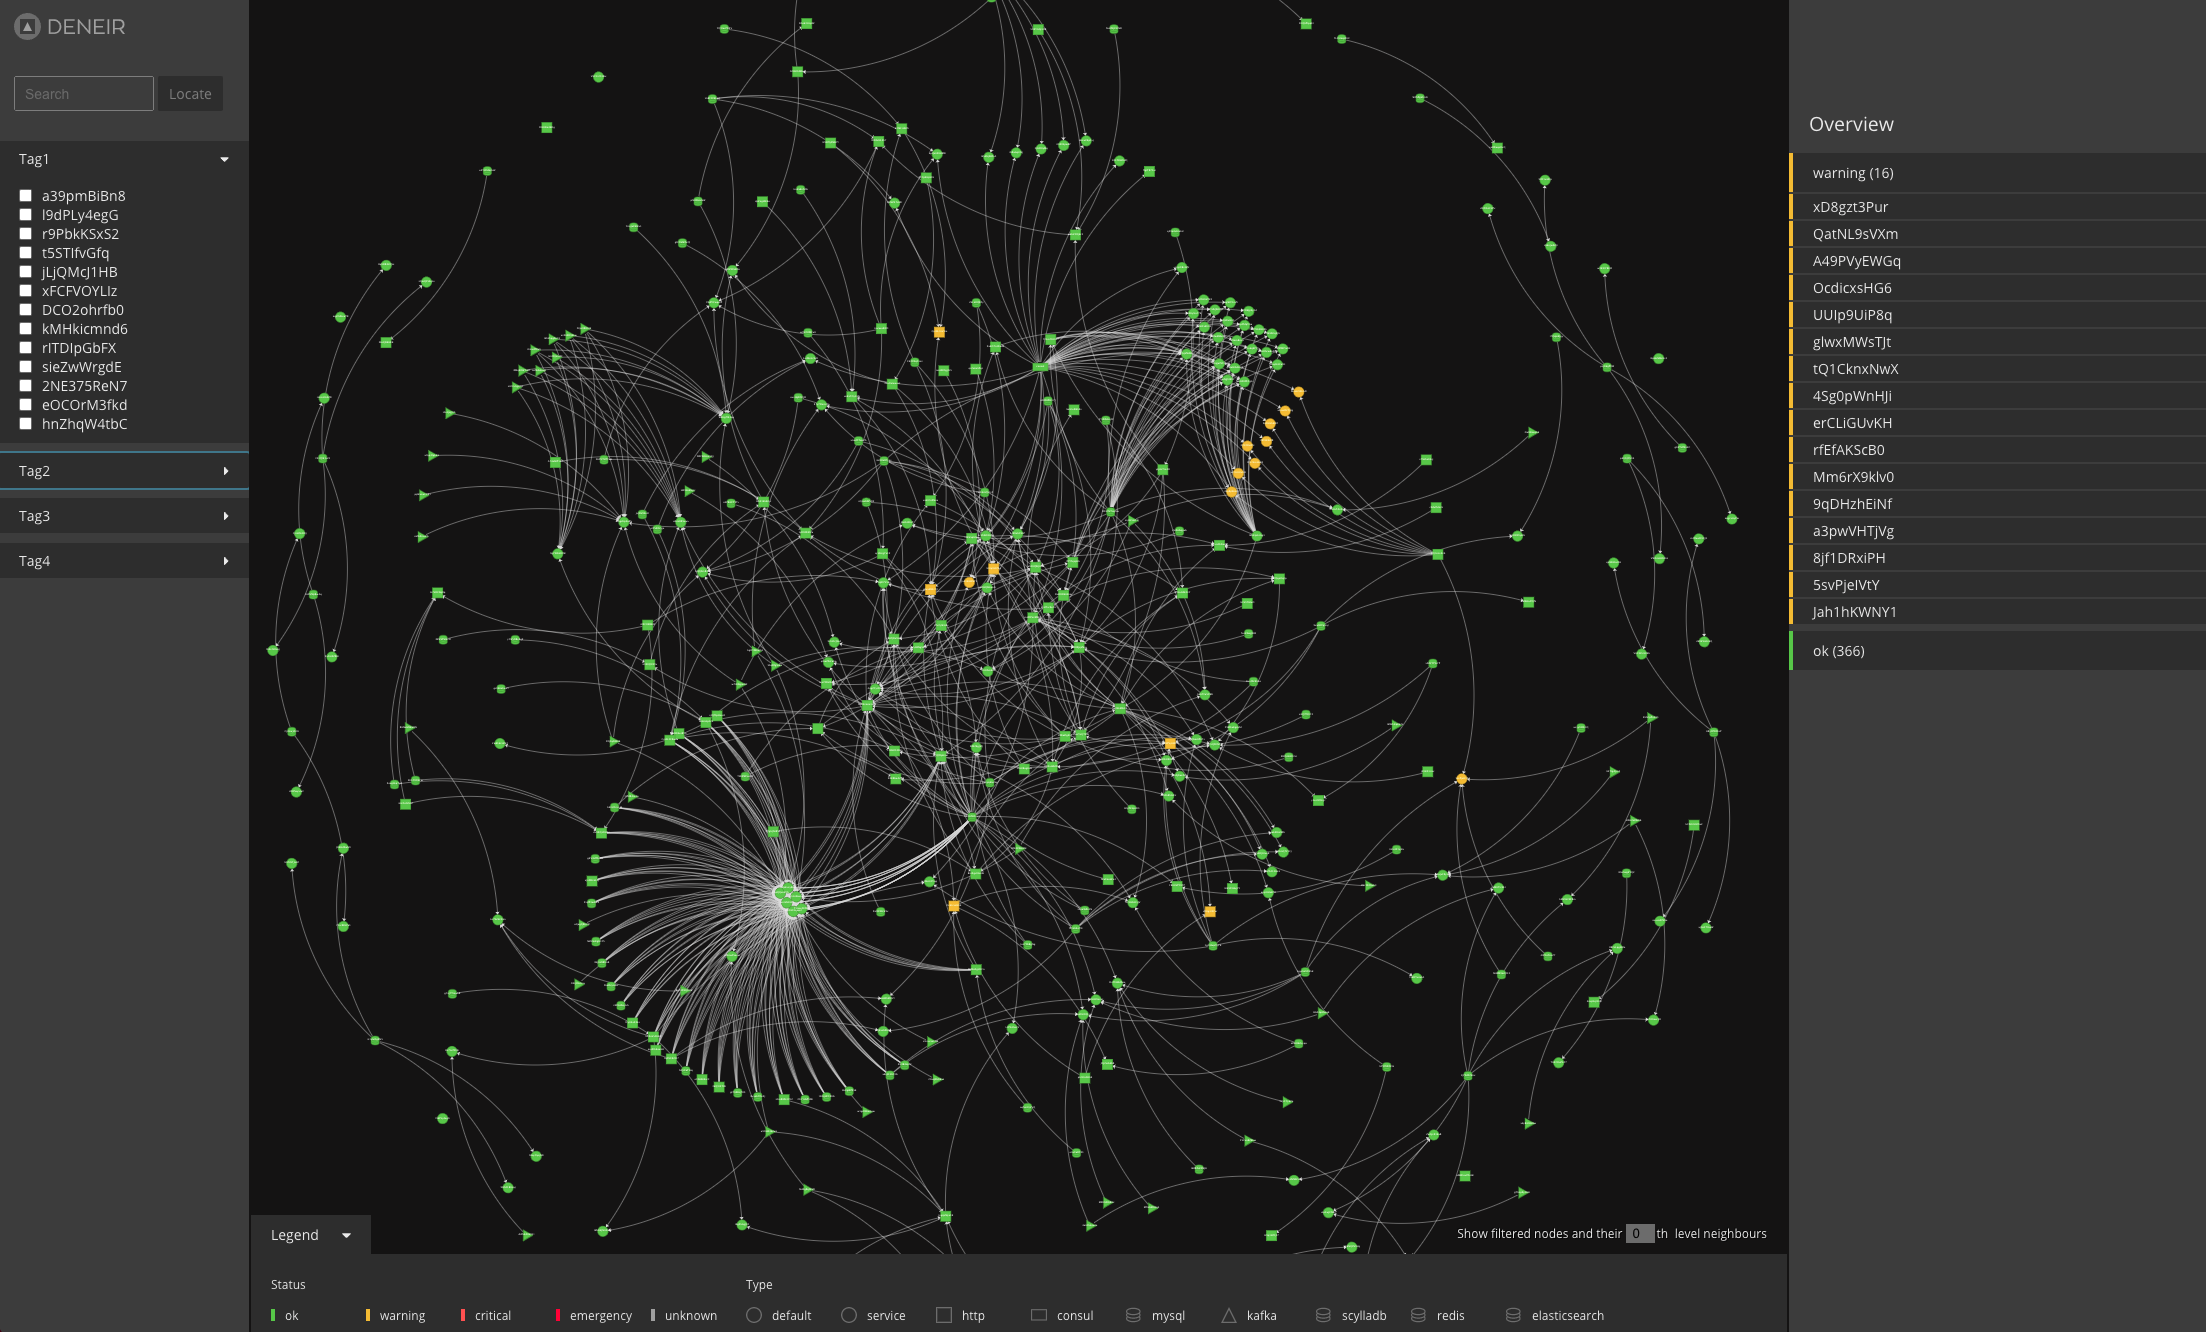 DENEIR
Search
Locate
Tag1
a39pmBiBn8
l9dPLy4egG
r9PbkKSxS2
t5STlfvGfq
jLjQMcJ1HB
xFCFVOYLIz
DCO2ohrfb0
kMHkicmnd6
rITDIpGbFX
sieZwWrgdE
2NE375ReN7
eOCOrM3fkd
hnZhqW4tbC
Tag2
Tag3
Tag4
Overview
warning (16)
xD8gzt3Pur
QatNL9sVXm
A49PVyEWGq
OcdicxsHG6
UUIp9UiP8q
glwxMWsTJt
tQ1CknxNwX
4Sg0pWnHJi
erCLiGUvKH
rfEfAKScB0
Mm6rX9klv0
9qDHzhEiNf
a3pwVHTjVg
8jf1DRxiPH
5svPjelVtY
Jah1hKWNY1
ok (366)
Show filtered nodes and their 0 th level neighbours
Legend
Status
ok
warning
critical
emergency
unknown
Type
default
service
http
consul
mysql
kafka
scylladb
redis
elasticsearch